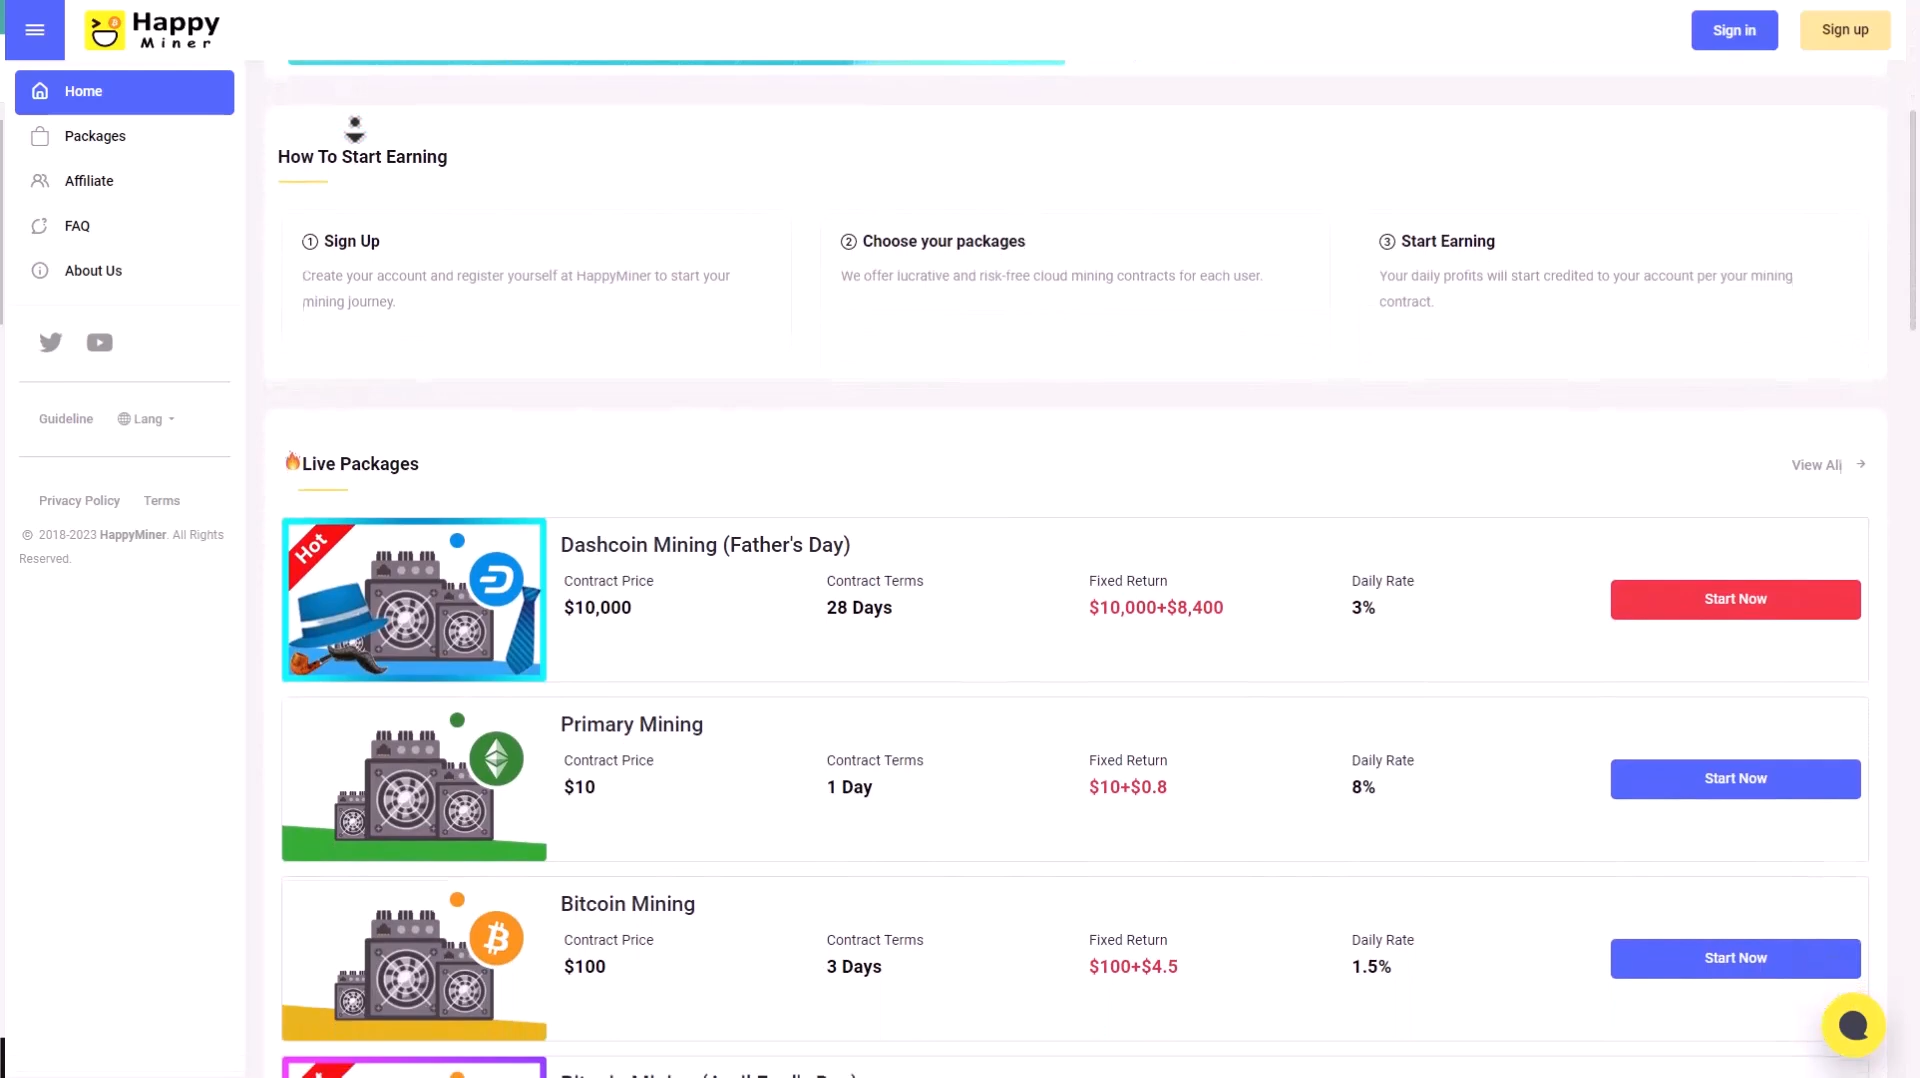 Happy
Miner
Sign in
Sign up
Home
Packages
Affiliate
FAQ
About Us
Guideline
Lang
Privacy Policy
Terms
© 2018-2023 HappyMiner. All Rights
Reserved.
How To Start Earning
1 Sign Up
Create your account and register yourself at HappyMiner to start your
mining journey.
2 Choose your packages
We offer lucrative and risk-free cloud mining contracts for each user.
3 Start Earning
Your daily profits will start credited to your account per your mining
contract.
Live Packages
View All
Hot
Dashcoin Mining (Father's Day)
Contract Price
$10,000
Contract Terms
28 Days
Fixed Return
$10,000+$8,400
Daily Rate
3%
Start Now
Primary Mining
Contract Price
$10
Contract Terms
1 Day
Fixed Return
$10+$0.8
Daily Rate
8%
Start Now
Bitcoin Mining
Contract Price
$100
Contract Terms
3 Days
Fixed Return
$100+$4.5
Daily Rate
1.5%
Start Now